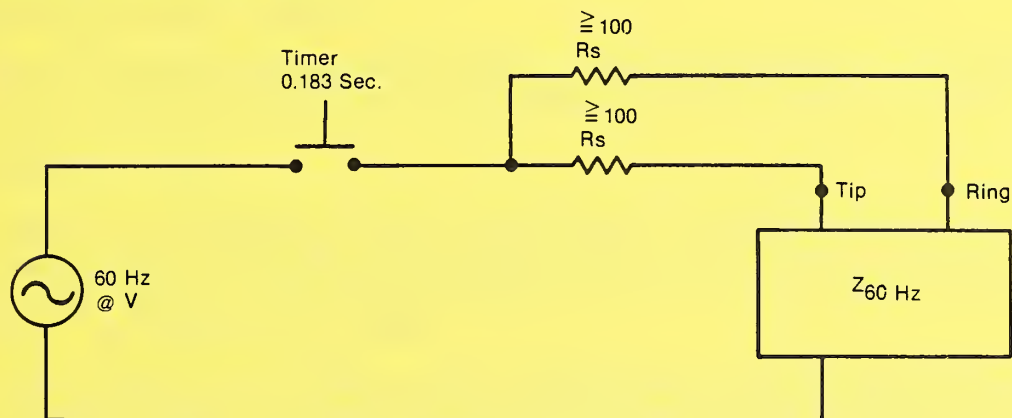 ≧ 100
Rs
Timer
0.183 Sec.
≧ 100
Rs
Tip
Ring
60 Hz
@ V
Z60 Hz